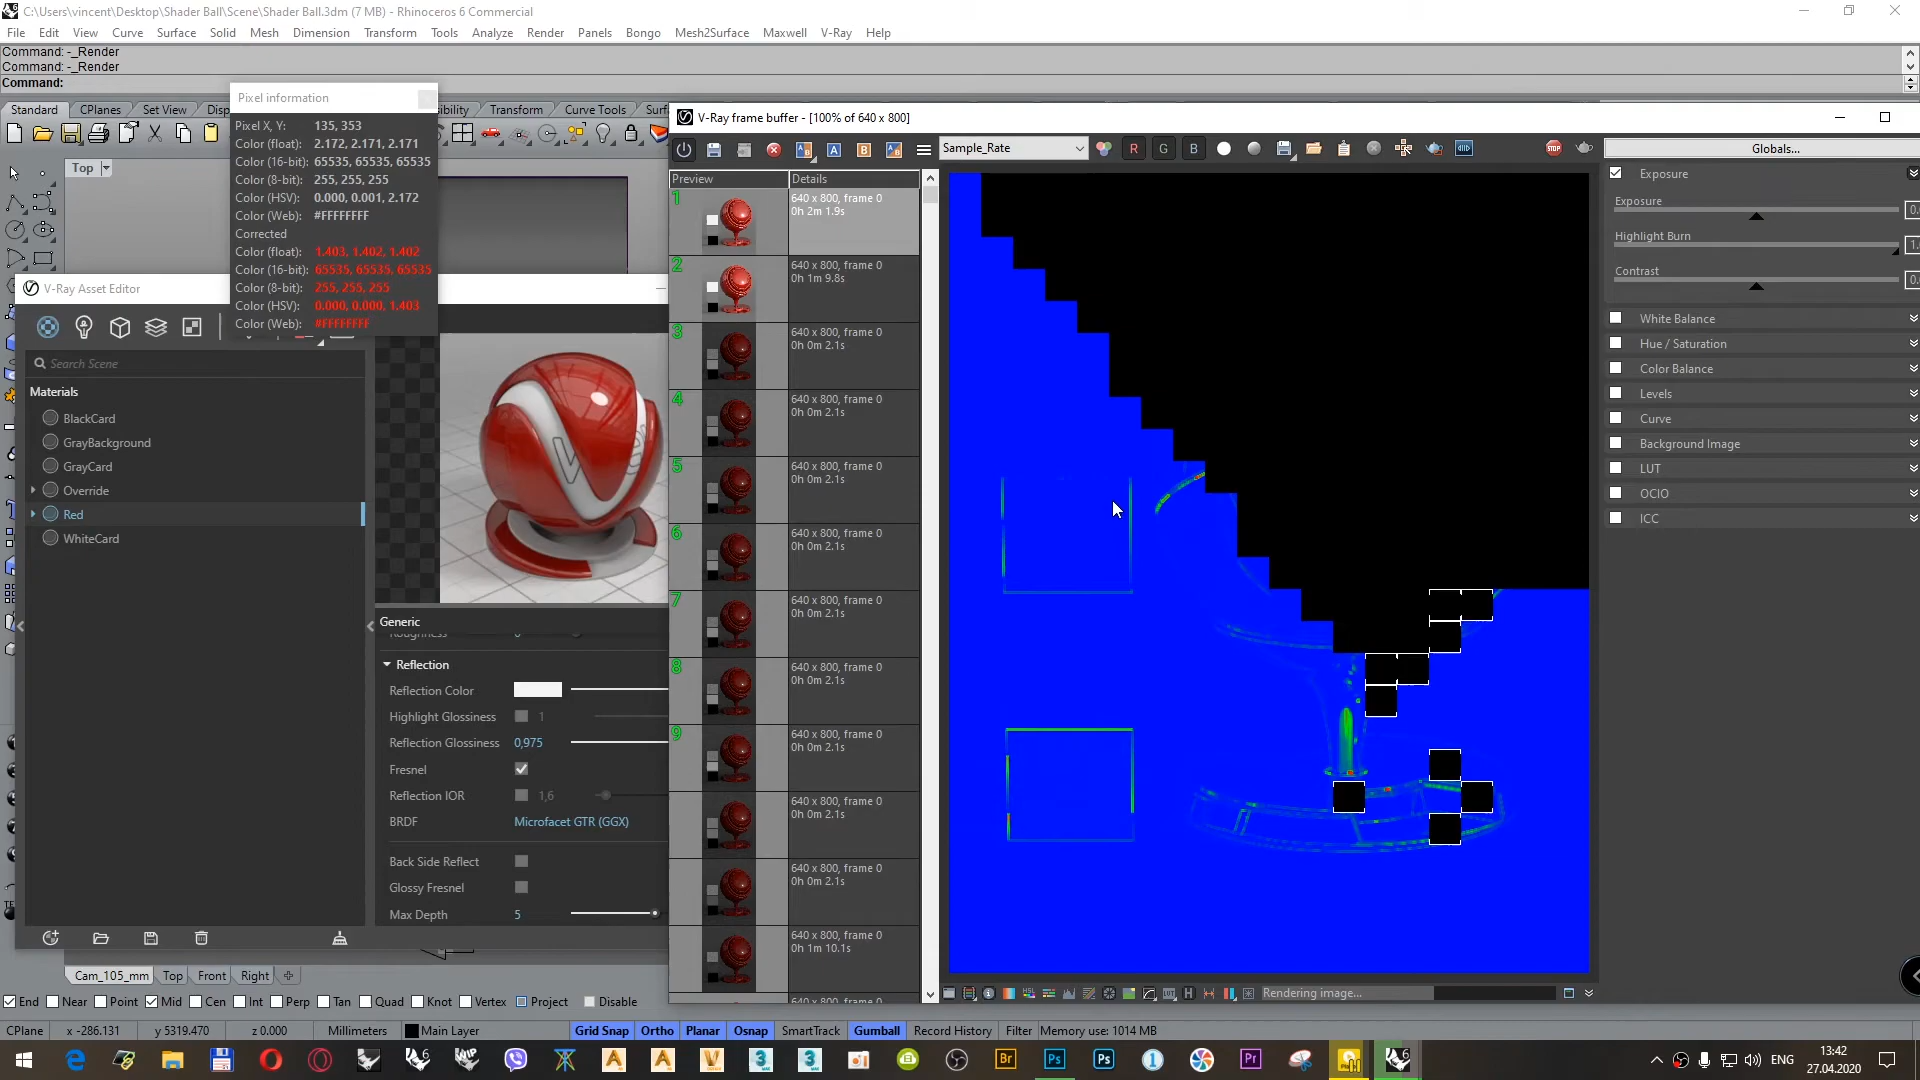 C:\Users\vincent\Desktop\Shader Ball\Scene\Shader Ball.3dm (7 MB) - Rhinoceros 6 Commercial
File Edit View Curve Surface Solid Mesh Dimension Transform Tools Analyze Render Panels Bongo Mesh2Surface Maxwell V-Ray Help
Command: -_Render
Command: -_Render
Command:
Standard CPlanes Set View Transform Curve Tools
Pixel information
Pixel X, Y: 135, 353
Color (float): 2.172, 2.171, 2.171
Color (16-bit): 65535, 65535, 65535
Color (8-bit): 255, 255, 255
Color (HSV): 0.000, 0.001, 2.172
Color (Web): #FFFFFFFF
Corrected
Color (float): 1.403, 1.402, 1.402
Color (16-bit): 65535, 65535, 65535
Color (8-bit): 255, 255, 255
Color (HSV): 0.000, 0.000, 1.403
Color (Web): #FFFFFFFF
Top
V-Ray Asset Editor
Search Scene
Materials
BlackCard
GrayBackground
GrayCard
Override
Red
WhiteCard
Generic
Roughness
Reflection
Reflection Color
Highlight Glossiness 1
Reflection Glossiness 0,975
Fresnel
Reflection IOR 1,6
BRDF Microfacet GTR (GGX)
Back Side Reflect
Glossy Fresnel
Max Depth 5
V-Ray frame buffer - [100% of 640 x 800]
Sample_Rate
R G B
Preview Details
1 640 x 800, frame 0
0h 2m 1.9s
2 640 x 800, frame 0
0h 1m 9.8s
3 640 x 800, frame 0
0h 0m 2.1s
4 640 x 800, frame 0
0h 0m 2.1s
5 640 x 800, frame 0
0h 0m 2.1s
6 640 x 800, frame 0
0h 0m 2.1s
7 640 x 800, frame 0
0h 0m 2.1s
8 640 x 800, frame 0
0h 0m 2.1s
9 640 x 800, frame 0
0h 0m 2.1s
640 x 800, frame 0
0h 0m 2.1s
640 x 800, frame 0
0h 0m 2.1s
640 x 800, frame 0
0h 1m 10.1s
640 x 800, frame 0
Rendering image...
Globals...
Exposure
Exposure
Highlight Burn
Contrast
White Balance
Hue / Saturation
Color Balance
Levels
Curve
Background Image
LUT
OCIO
ICC
Cam_105_mm Top Front Right
End Near Point Mid Cen Int Perp Tan Quad Knot Vertex Project Disable
CPlane x -286.131 y 5319.470 z 0.000 Millimeters Main Layer Grid Snap Ortho Planar Osnap SmartTrack Gumball Record History Filter Memory use: 1014 MB
ENG
13:42
27.04.2020